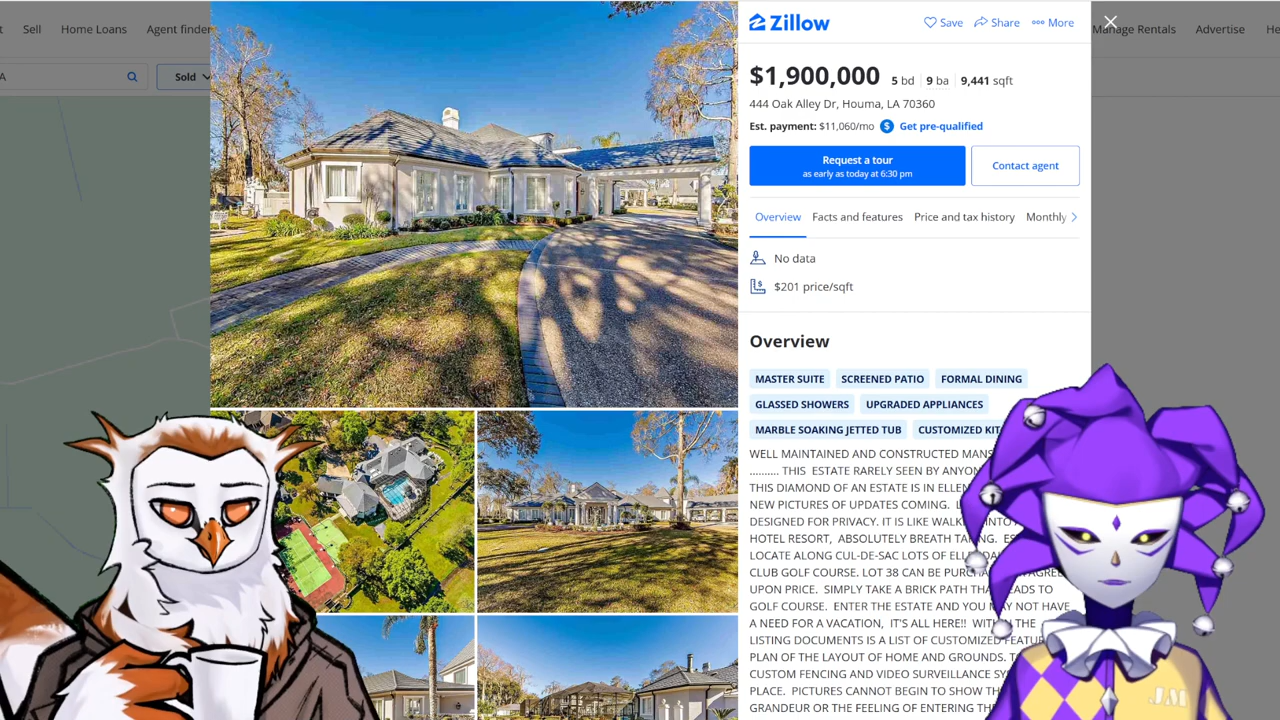 Sell
Home Loans
Agent finder
Manage Rentals
Advertise
He
A
Sold
Zillow
Save
Share
More
$1,900,000 5 bd 9 ba 9,441 sqft
444 Oak Alley Dr, Houma, LA 70360
Est. payment: $11,060/mo $ Get pre-qualified
Request a tour
as early as today at 6:30 pm
Contact agent
Overview Facts and features Price and tax history Monthly
No data
$201 price/sqft
Overview
MASTER SUITE SCREENED PATIO FORMAL DINING
GLASSED SHOWERS UPGRADED APPLIANCES
MARBLE SOAKING JETTED TUB CUSTOMIZED
WELL MAINTAINED AND CONSTRUCTED
.......... THIS ESTATE RARELY SEEN BY
THIS DIAMOND OF AN ESTATE IS IN
NEW PICTURES OF UPDATES COMING.
DESIGNED FOR PRIVACY. IT IS LIKE
HOTEL RESORT, ABSOLUTELY BREATH
LOCATE ALONG CUL-DE-SAC LOTS OF
CLUB GOLF COURSE. LOT 38 CAN BE
UPON PRICE. SIMPLY TAKE A BRICK PATH TO
GOLF COURSE. ENTER THE ESTATE AND YOU NOT HAVE
A NEED FOR A VACATION, IT'S ALL HERE!! THE
LISTING DOCUMENTS IS A LIST OF CUSTOMIZED
PLAN OF THE LAYOUT OF HOME AND GROUNDS.
CUSTOM FENCING AND VIDEO SURVEILLANCE
PLACE. PICTURES CANNOT BEGIN TO SHOW
GRANDEUR OR THE FEELING OF ENTERING